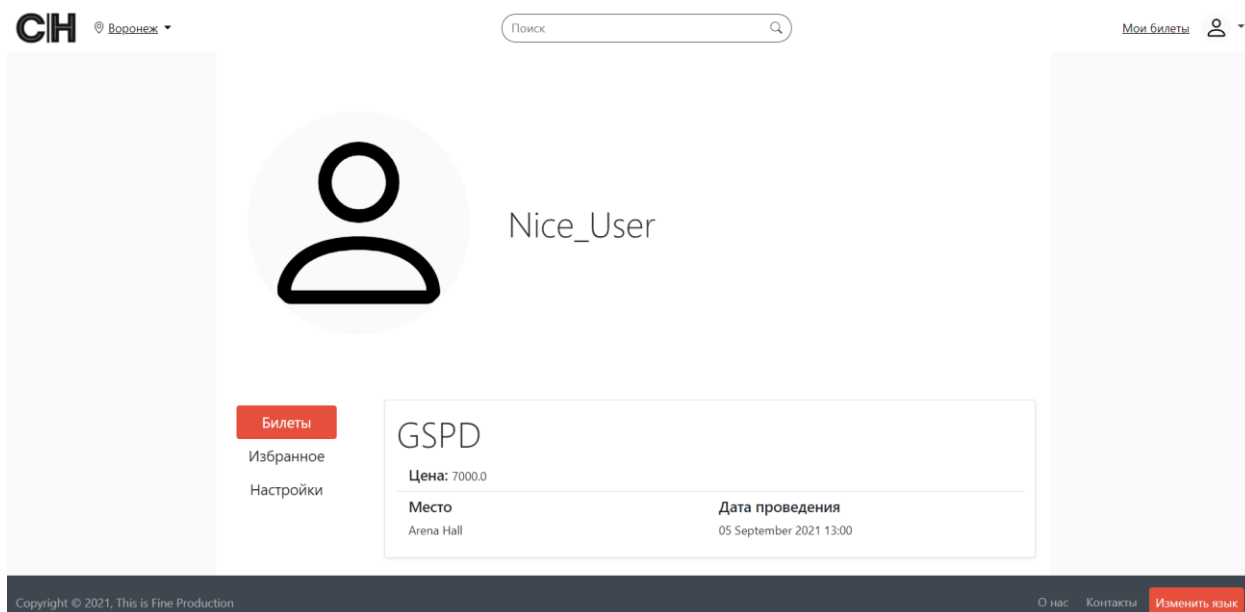 CH Воронеж Поиск Мои билеты
Nice_User
Билеты
Избранное
Настройки
GSPD
Цена: 7000.0
Место Дата проведения
Arena Hall 05 September 2021 13:00
Copyright © 2021, This is Fine Production О нас Контакты Изменить язык